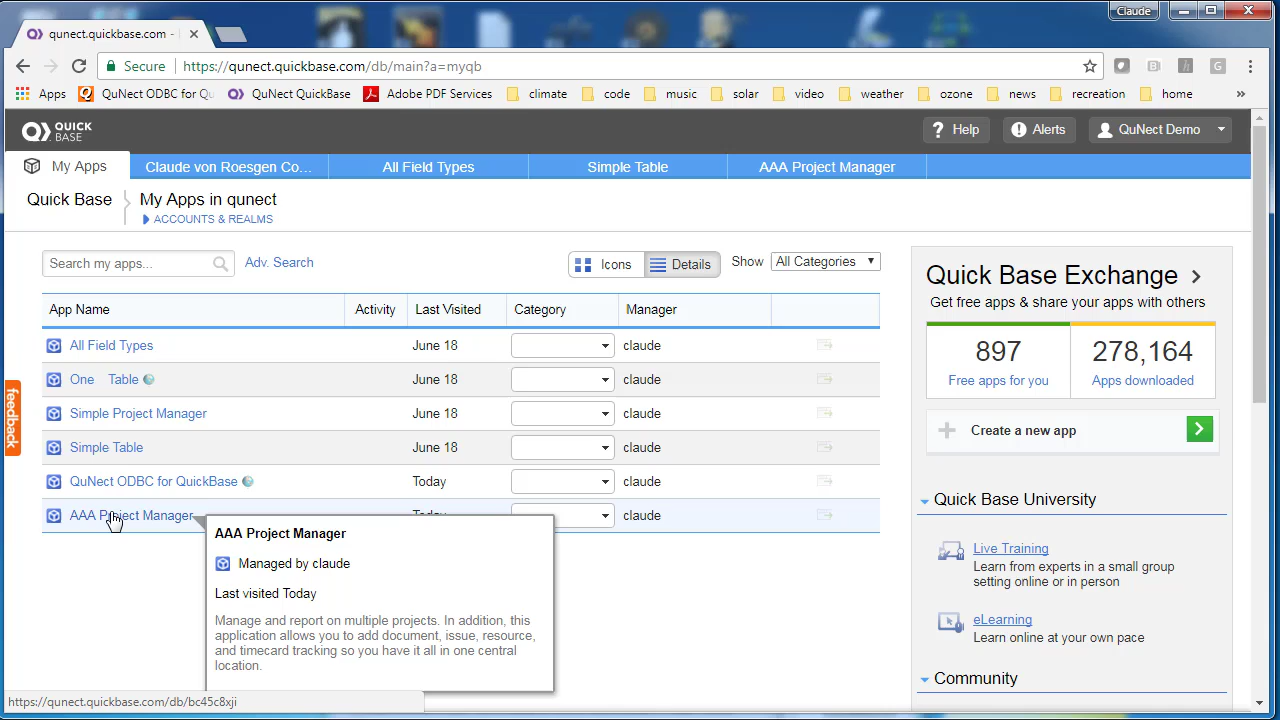 Claude
qunect.quickbase.com -
Secure
https://qunect.quickbase.com/db/main?a=myqb
Apps
QuNect ODBC for Qu
QuNect QuickBase
Adobe PDF Services
climate
code
music
solar
video
weather
ozone
news
recreation
home
»
QUICK
BASE
? Help
Alerts
QuNect Demo
My Apps
Claude von Roesgen Co...
All Field Types
Simple Table
AAA Project Manager
Quick Base
My Apps in qunect
ACCOUNTS & REALMS
Search my apps...
Adv. Search
Icons
Details
Show
All Categories
App Name
Activity
Last Visited
Category
Manager
All Field Types
June 18
claude
One Table
June 18
claude
Simple Project Manager
June 18
claude
Simple Table
June 18
claude
QuNect ODBC for QuickBase
Today
claude
AAA Project Manager
Today
claude
AAA Project Manager
Managed by claude
Last visited Today
Manage and report on multiple projects. In addition, this
application allows you to add document, issue, resource,
and timecard tracking so you have it all in one central
location.
feedback
Quick Base Exchange
Get free apps & share your apps with others
897
Free apps for you
278,164
Apps downloaded
Create a new app
Quick Base University
Live Training
Learn from experts in a small group
setting online or in person
eLearning
Learn online at your own pace
Community
https://qunect.quickbase.com/db/bc45c8xji